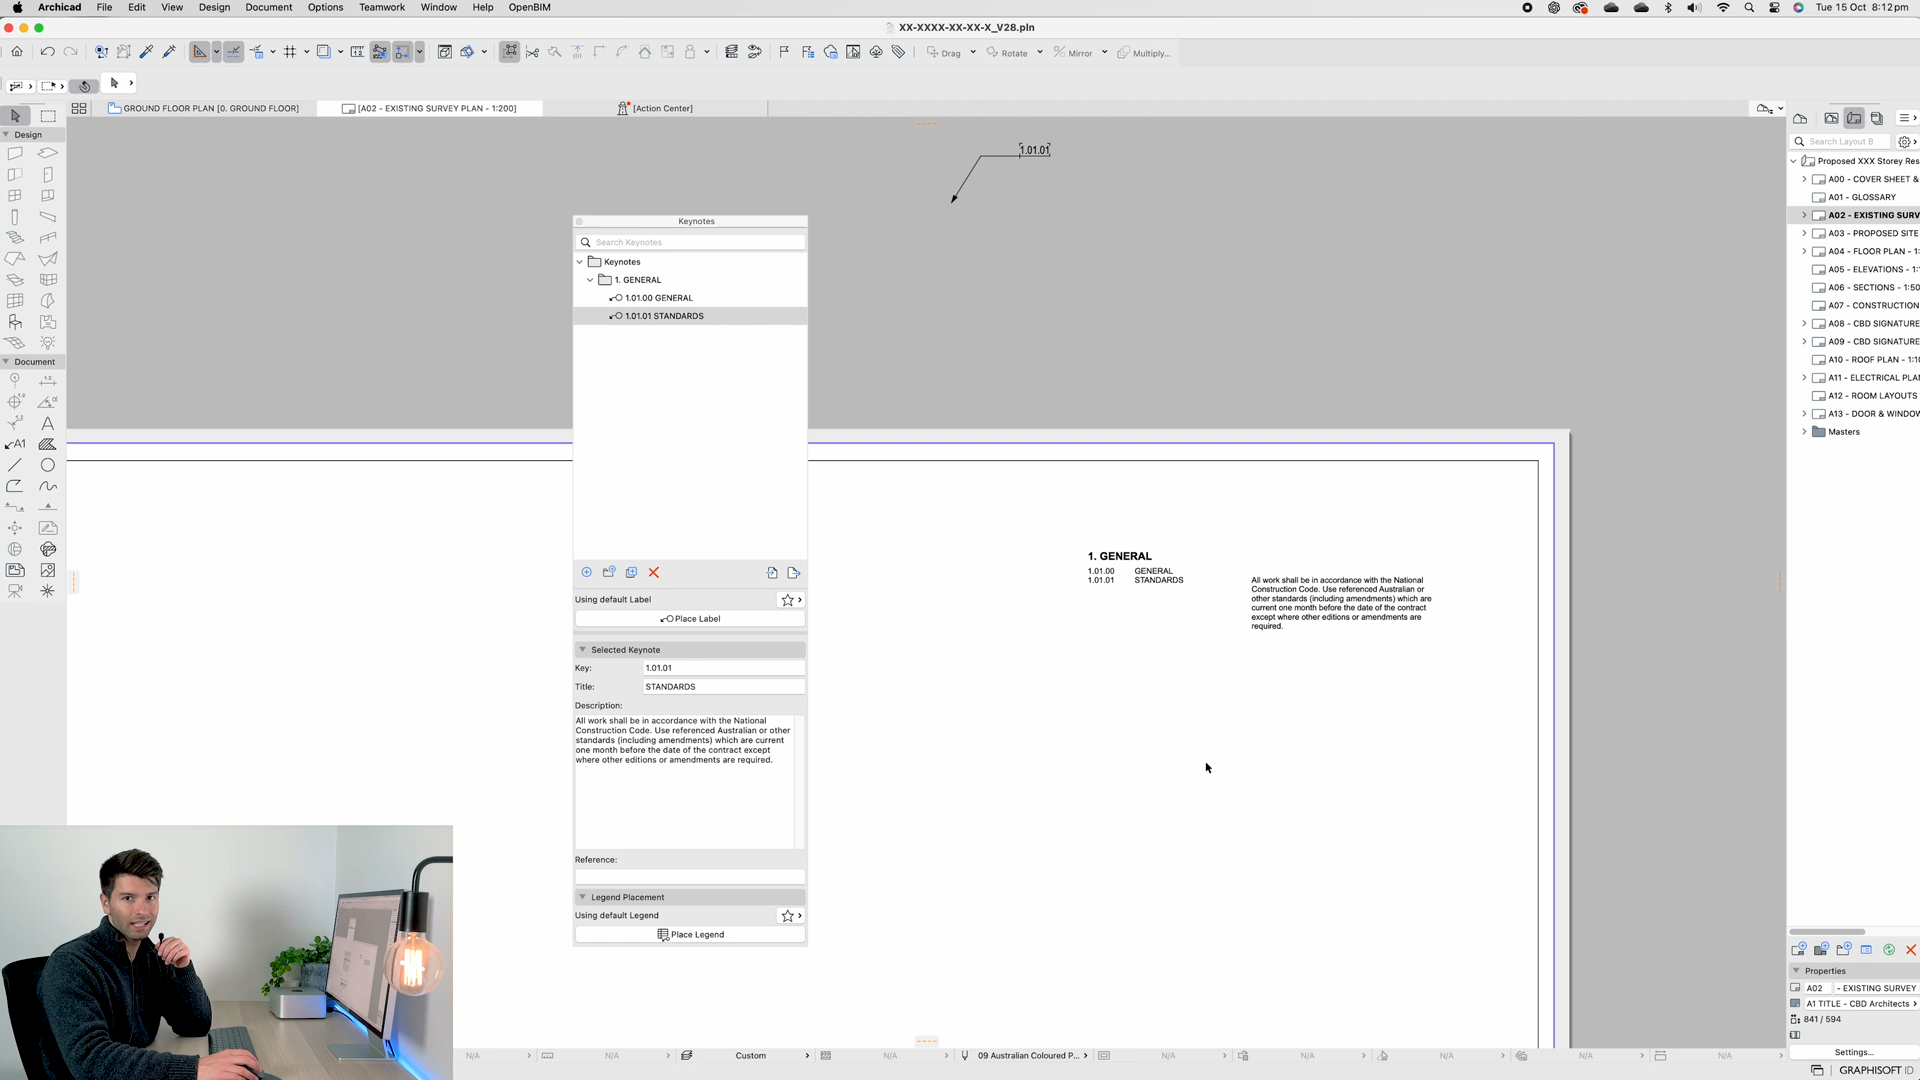 Archicad File Edit View Design Document Options Teamwork Window Help OpenBIM Tue 15 Oct 8:12pm
XX-XXXX-XX-XX-X_V28.pln
Drag Rotate Mirror Multiply...
GROUND FLOOR PLAN [0. GROUND FLOOR] [A02 - EXISTING SURVEY PLAN - 1:200] [Action Center]
Design
Document
A1
1.01.01
Keynotes
Search Keynotes
Keynotes
1. GENERAL
1.01.00 GENERAL
1.01.01 STANDARDS
Using default Label
Place Label
Selected Keynote
Key: 1.01.01
Title: STANDARDS
Description:
All work shall be in accordance with the National
Construction Code. Use referenced Australian or other
standards (including amendments) which are current
one month before the date of the contract except
where other editions or amendments are required.
Reference:
Legend Placement
Using default Legend
Place Legend
1. GENERAL
1.01.00 GENERAL
1.01.01 STANDARDS
All work shall be in accordance with the National
Construction Code. Use referenced Australian or
other standards (including amendments) which are
current one month before the date of the contract
except where other editions or amendments are
required.
Search Layout B
Proposed XXX Storey Res
A00 - COVER SHEET &
A01 - GLOSSARY
A02 - EXISTING SURV
A03 - PROPOSED SITE
A04 - FLOOR PLAN - 1:
A05 - ELEVATIONS - 1:
A06 - SECTIONS - 1:50
A07 - CONSTRUCTION
A08 - CBD SIGNATURE
A09 - CBD SIGNATURE
A10 - ROOF PLAN - 1:10
A11 - ELECTRICAL PLAN
A12 - ROOM LAYOUTS
A13 - DOOR & WINDOW
Masters
Properties
A02 - EXISTING SURVEY
A1 TITLE - CBD Architects
841 / 594
Settings...
N/A N/A Custom N/A 09 Australian Coloured P... N/A N/A N/A N/A N/A
GRAPHISOFT ID